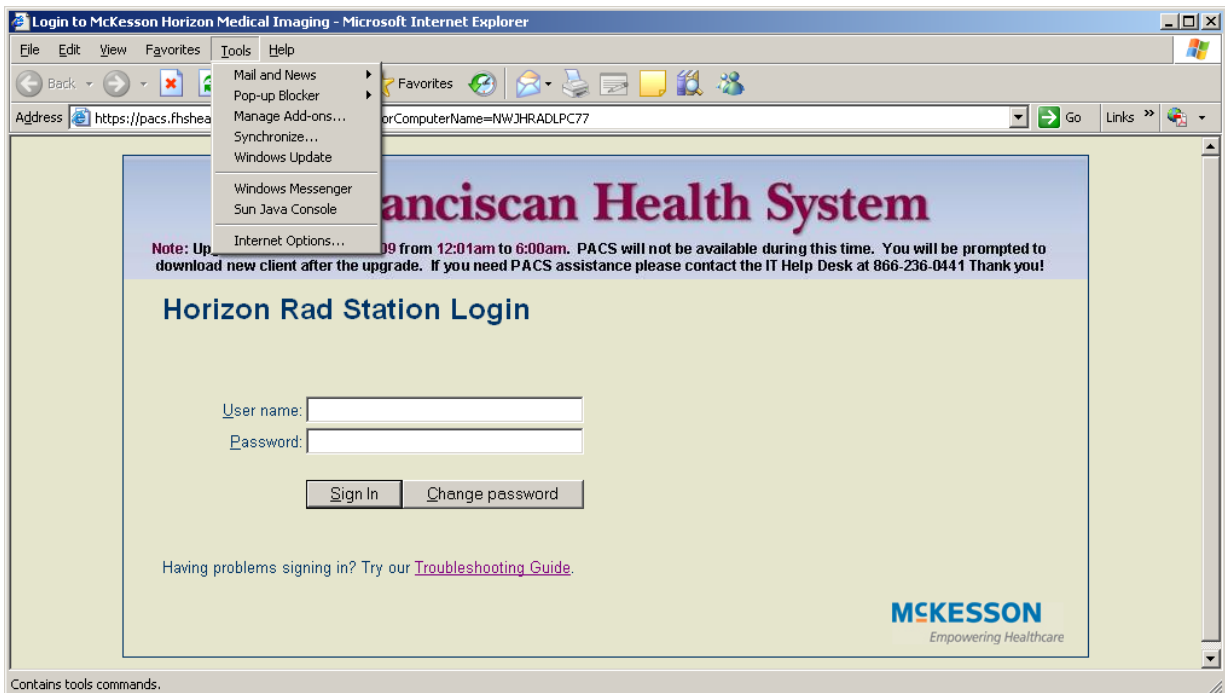 Login to McKesson Horizon Medical Imaging - Microsoft Internet Explorer
File Edit View Favorites Tools Help
Back Favorites
Address https://pacs.fhshea orComputerName=NWJHRADLPC77 Go Links »
Mail and News
Pop-up Blocker
Manage Add-ons...
Synchronize...
Windows Update
Windows Messenger
Sun Java Console
Internet Options...
anciscan Health System
Note: Upg 09 from 12:01am to 6:00am. PACS will not be available during this time. You will be prompted to
download new client after the upgrade. If you need PACS assistance please contact the IT Help Desk at 866-236-0441 Thank you!
Horizon Rad Station Login
User name:
Password:
Sign In Change password
Having problems signing in? Try our Troubleshooting Guide.
MCKESSON
Empowering Healthcare
Contains tools commands.